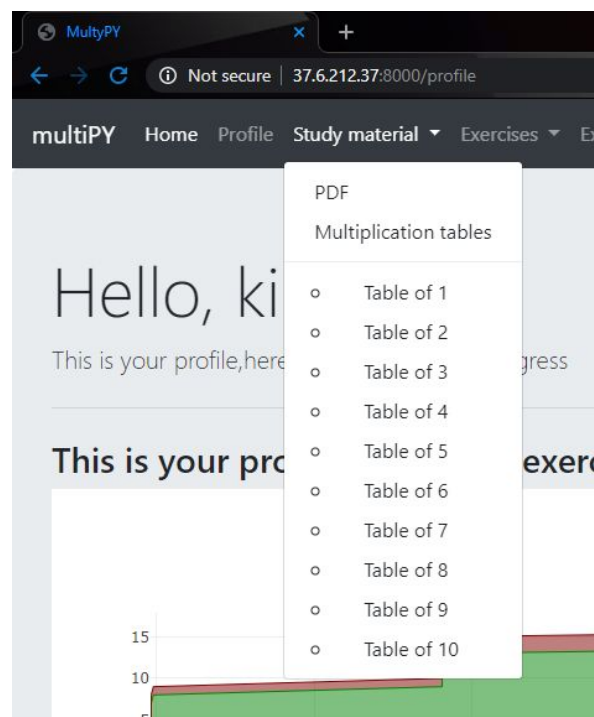 MultyPY
Not secure | 37.6.212.37:8000/profile
multiPY Home Profile Study material Exercises
PDF
Multiplication tables
Hello, ki
Table of 1
Table of 2
This is your profile,here
Table of 3
Table of 4
This is your
Table of 5
Table of 6
Table of 7
Table of 8
Table of 9
Table of 10
15
10